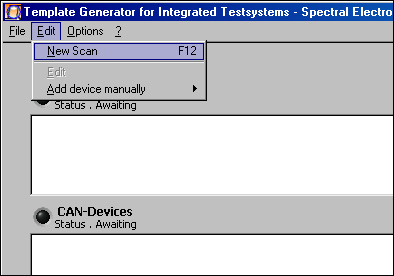 Template Generator for Integrated Testsystems - Spectral Electro
File Edit Options ?
New Scan F12
Edit
Add device manually
Status . Awaiting
CAN-Devices
Status . Awaiting